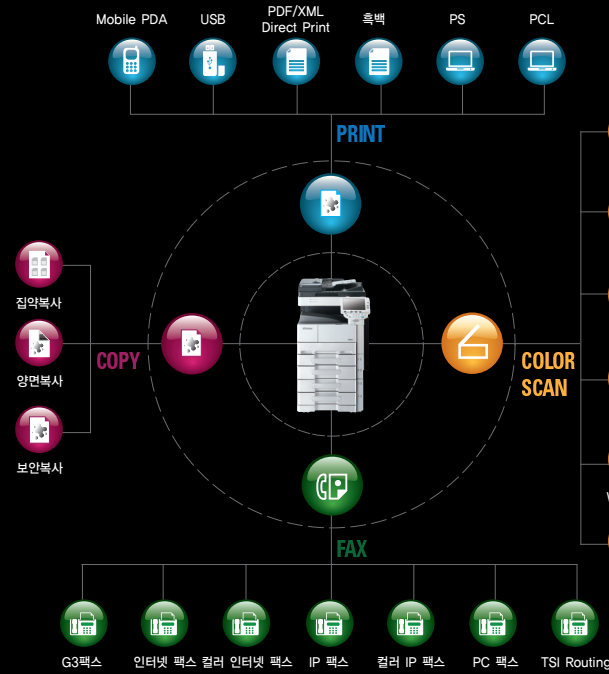 Mobile PDA
USB
PDF/XML
Direct Print
흑백
PS
PCL
PRINT
집약복사
양면복사
보안복사
COPY
COLOR
SCAN
FAX
G3팩스
인터넷 팩스
컬러 인터넷 팩스
IP 팩스
컬러 IP 팩스
PC 팩스
TSI Routing